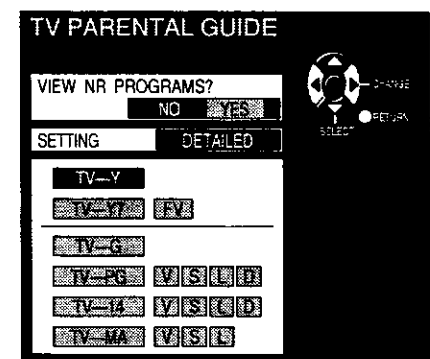 TV PARENTAL GUIDE
VIEW NR PROGRAMS?
NO YES
CHANGE
SELECT
RETURN
SETTING DETAILED
TV—Y
TV—Y7 FV
TV—G
TV—PG V S L D
TV—14 V S L D
TV—MA V S L